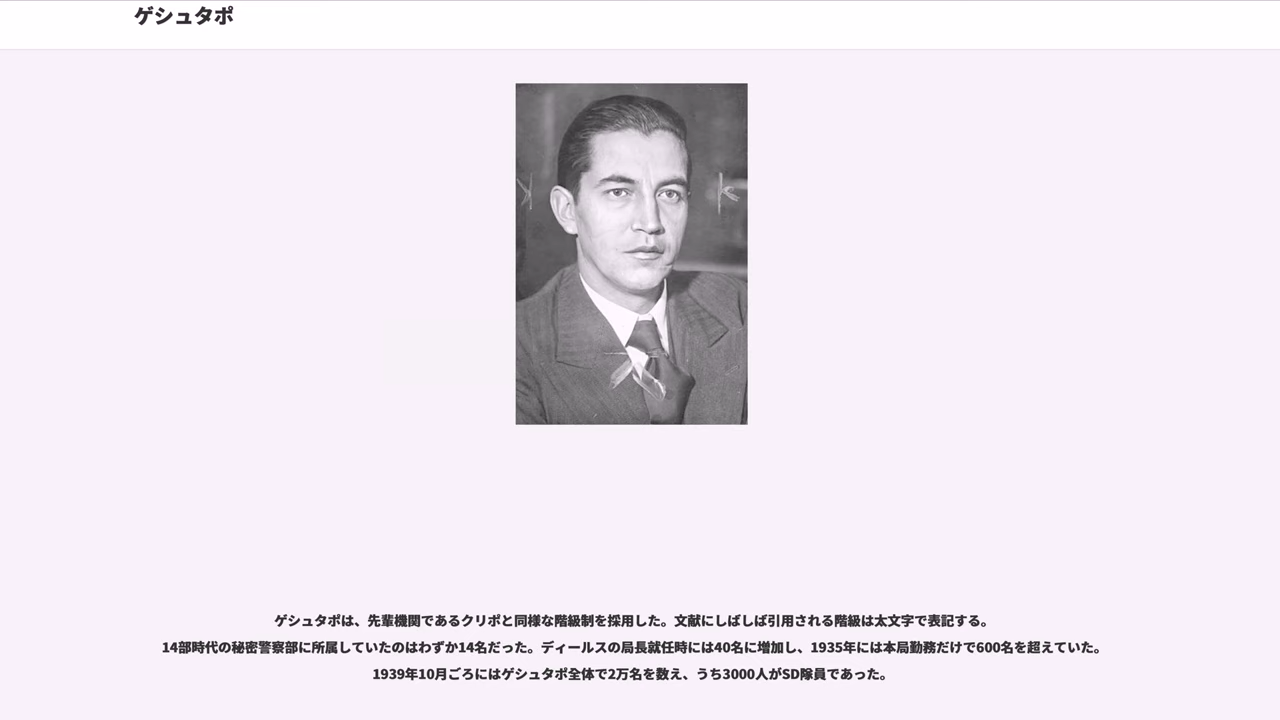 ゲシュタポ
ゲシュタポは、先輩機関であるクリポと同様な階級制を採用した。文献にしばしば引用される階級は太文字で表記する。
14部時代の秘密警察部に所属していたのはわずか14名だった。ディールスの局長就任時には40名に増加し、1935年には本局勤務だけで600名を超えていた。
1939年10月ごろにはゲシュタポ全体で2万名を数え、うち3000人がSD隊員であった。